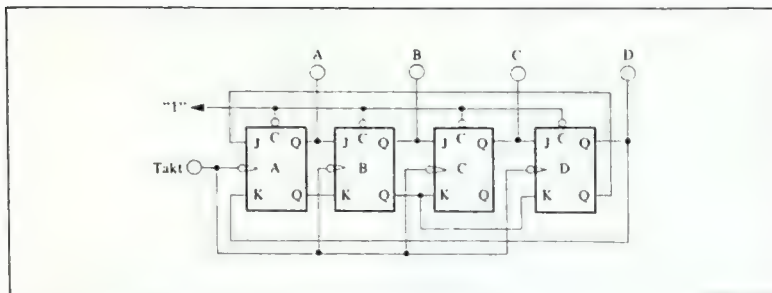 A B C D
"1"
J C Q J C Q J C Q J C Q
Takt A B C D
K Q K Q K Q K Q